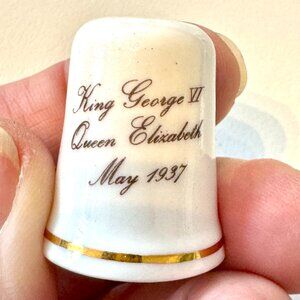 King George VI
Queen Elizabeth
May 1937